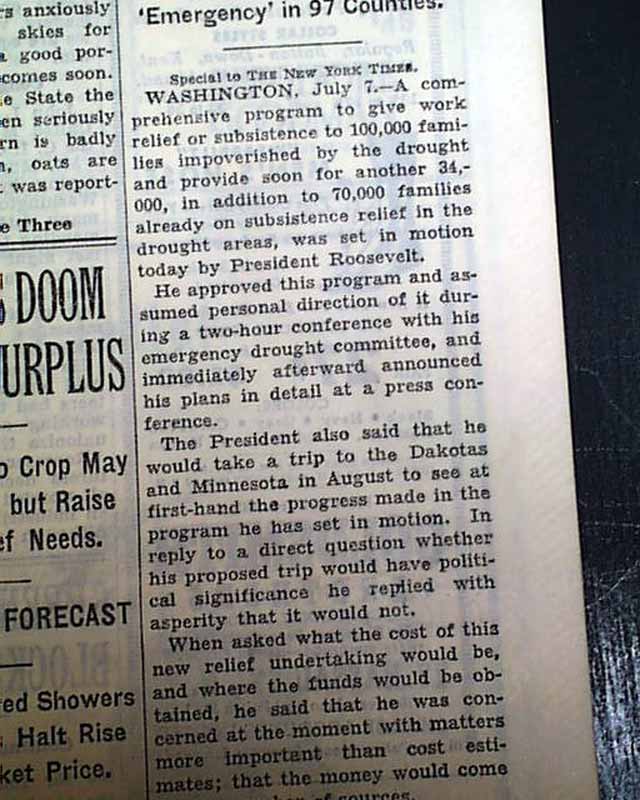 rs anxiously
skies for
a good por-
comes soon.
e State the
en seriously
rn is badly
n, oats are
was report-
e Three
DOOM
URPLUS
o Crop May
but Raise
ef Needs.
FORECAST
ed Showers
Halt Rise
ket Price.
'Emergency' in 97 Counties.
Special to THE NEW YORK TIMES.
WASHINGTON, July 7.—A com-
prehensive program to give work
relief or subsistence to 100,000 fami-
lies impoverished by the drought
and provide soon for another 34,-
000, in addition to 70,000 families
already on subsistence relief in the
drought areas, was set in motion
today by President Roosevelt.
He approved this program and as-
sumed personal direction of it dur-
ing a two-hour conference with his
emergency drought committee, and
immediately afterward announced
his plans in detail at a press con-
ference.
The President also said that he
would take a trip to the Dakotas
and Minnesota in August to see at
first-hand the progress made in the
program he has set in motion. In
reply to a direct question whether
his proposed trip would have politi-
cal significance he replied with
asperity that it would not.
When asked what the cost of this
new relief undertaking would be,
and where the funds would be ob-
tained, he said that he was con-
cerned at the moment with matters
more important than cost esti-
mates; that the money would come
of sources.